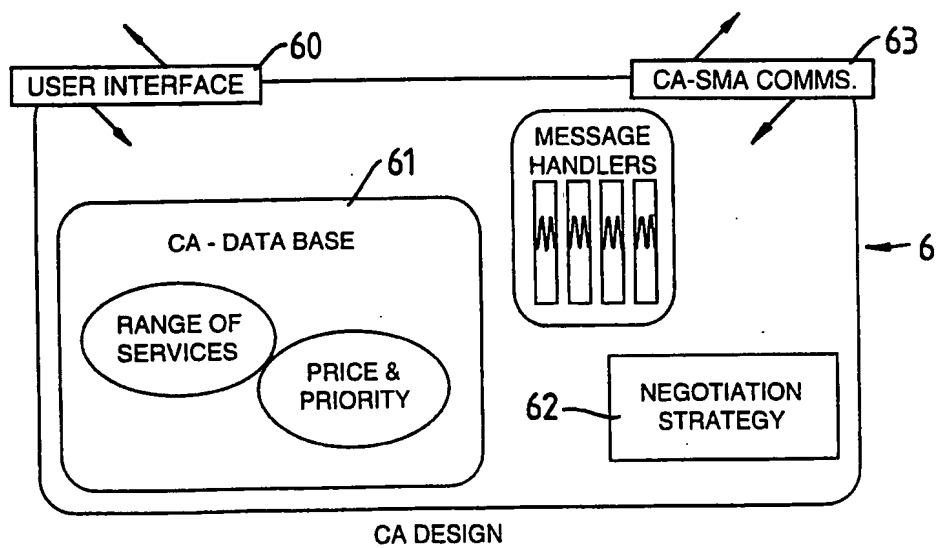 60
63
USER INTERFACE
CA-SMA COMMS.
MESSAGE
HANDLERS
61
CA - DATA BASE
6
RANGE OF
SERVICES
PRICE &
PRIORITY
62
NEGOTIATION
STRATEGY
CA DESIGN